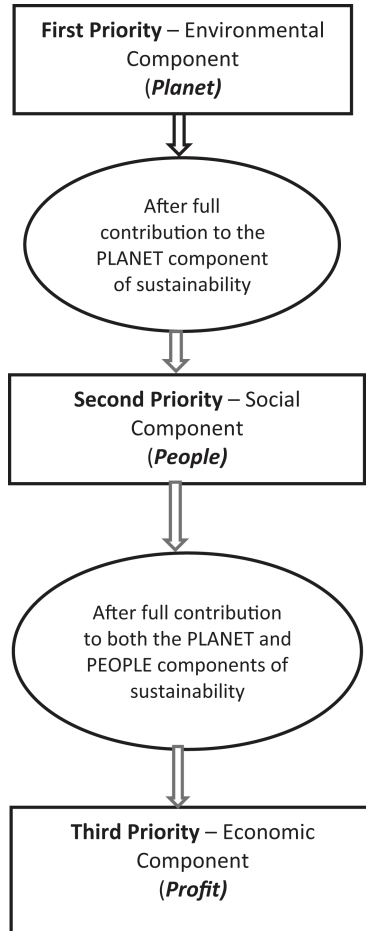 First Priority – Environmental
Component
(Planet)
After full
contribution to the
PLANET component
of sustainability
Second Priority – Social
Component
(People)
After full contribution
to both the PLANET and
PEOPLE components of
sustainability
Third Priority – Economic
Component
(Profit)